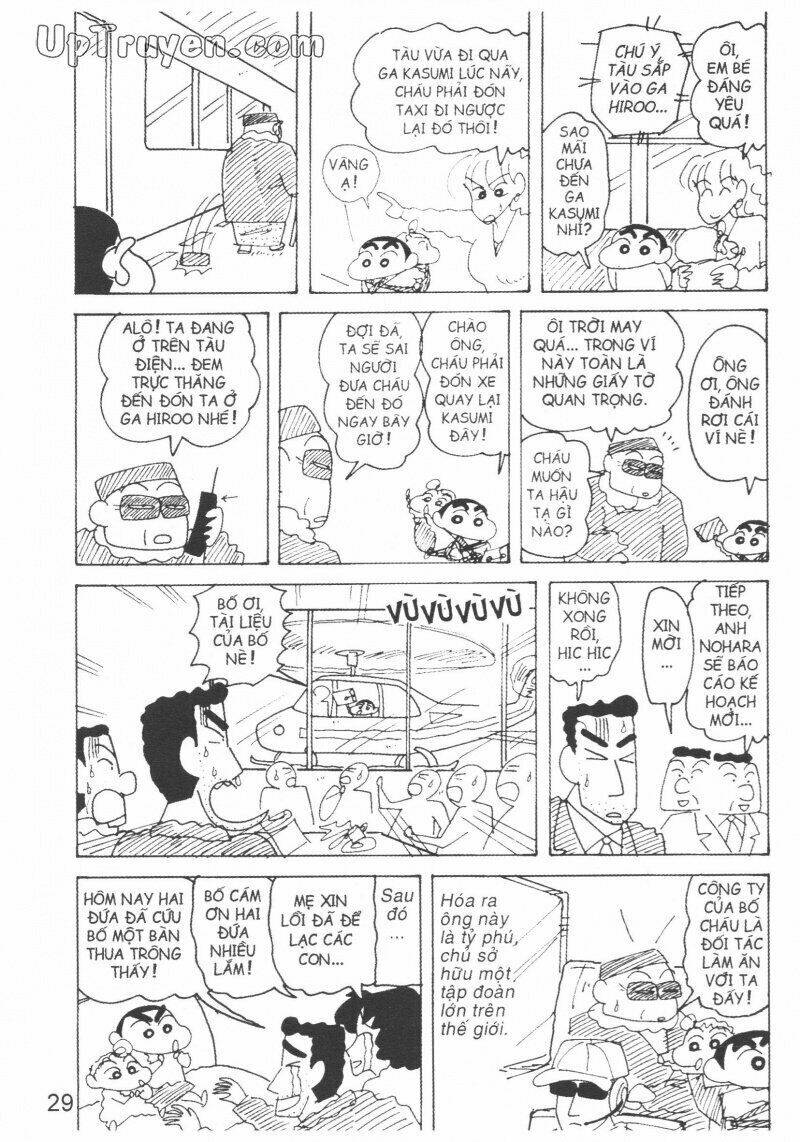 UpTruyen.com
ÔI,
EM BÉ
ĐÁNG
YÊU
QUÁ!
CHÚ Ý,
TÀU SẮP
VÀO GA
HIROO...
SAO
MÃI
CHƯA
ĐẾN
GA
KASUMI
NHỈ?
TÀU VỪA ĐI QUA
GA KASUMI LÚC NÃY,
CHÁU PHẢI ĐÓN
TAXI ĐI NGƯỢC
LẠI ĐÓ THÔI!
VÂNG
Ạ!
ÔNG
ƠI, ÔNG
ĐÁNH
RƠI CÁI
VÍ NÈ!
ÔI TRỜI MAY
QUÁ... TRONG VÍ
NÀY TOÀN LÀ
NHỮNG GIẤY TỜ
QUAN TRỌNG.
CHÁU
MUỐN
TA HẬU
TẠ GÌ
NÀO?
CHÀO
ÔNG,
CHÁU PHẢI
ĐÓN XE
QUAY LẠI
KASUMI
ĐÂY!
ĐỢI ĐÃ,
TA SẼ SAI
NGƯỜI
ĐƯA CHÁU
ĐẾN ĐÓ
NGAY BÂY
GIỜ!
ALÔ! TA ĐANG
Ở TRÊN TÀU
ĐIỆN... ĐEM
TRỰC THĂNG
ĐẾN ĐÓN TA Ở
GA HIROO NHÉ!
TIẾP
THEO,
ANH
NOHARA
SẼ BÁO
CÁO KẾ
HOẠCH
MỚI...
XIN
MỜI
...
KHÔNG
XONG
RỒI,
HIC HIC
...
VÙVÙVÙVÙ
BỐ ƠI,
TÀI LIỆU
CỦA BỐ
NÈ!
CÔNG TY
CỦA BỐ
CHÁU LÀ
ĐỐI TÁC
LÀM ĂN
VỚI TA
ĐẤY!
Hóa ra
ông này
là tỷ phú,
chủ sở
hữu một
tập đoàn
lớn trên
thế giới.
Sau
đó
...
MẸ XIN
LỖI ĐÃ ĐỂ
LẠC CÁC
CON...
BỐ CÁM
ƠN HAI
ĐỨA
NHIỀU
LẮM!
HÔM NAY HAI
ĐỨA ĐÃ CỨU
BỐ MỘT BÀN
THUA TRÔNG
THẤY!
29